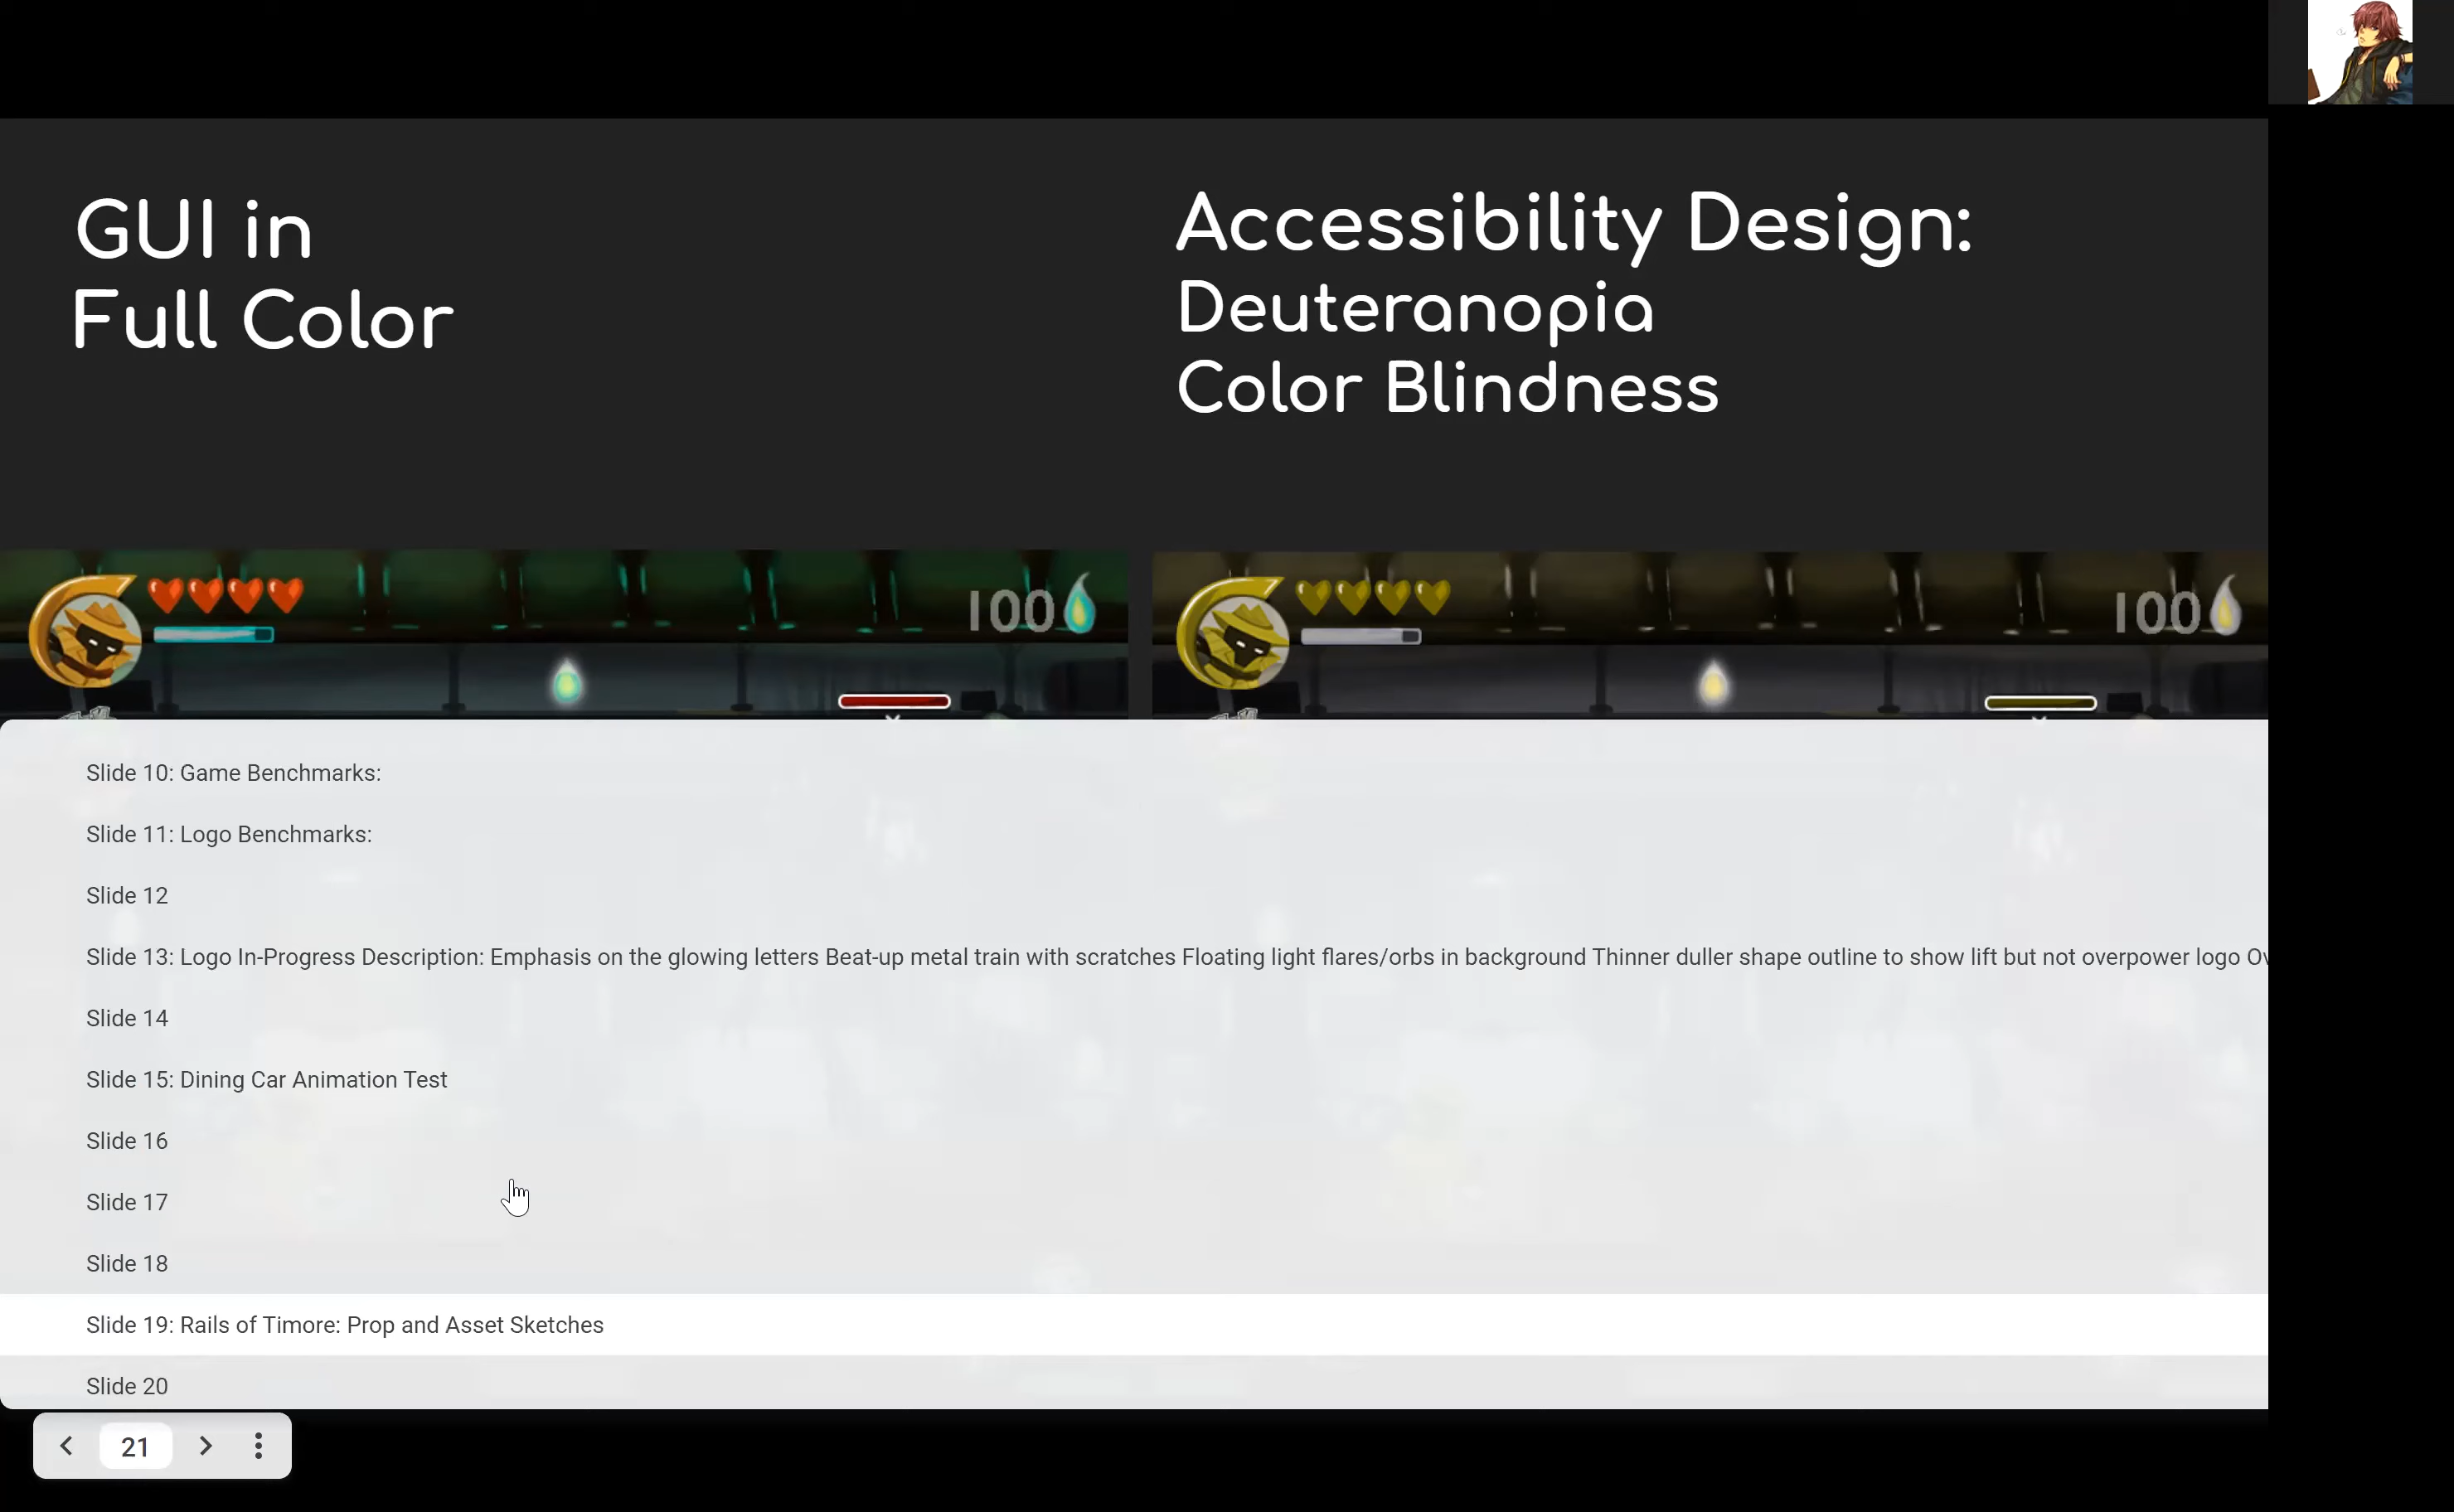 GUI in
Full Color
Accessibility Design:
Deuteranopia
Color Blindness
100
100
Slide 10: Game Benchmarks:
Slide 11: Logo Benchmarks:
Slide 12
Slide 13: Logo In-Progress Description: Emphasis on the glowing letters Beat-up metal train with scratches Floating light flares/orbs in background Thinner duller shape outline to show lift but not overpower logo
Slide 14
Slide 15: Dining Car Animation Test
Slide 16
Slide 17
Slide 18
Slide 19: Rails of Timore: Prop and Asset Sketches
Slide 20
21